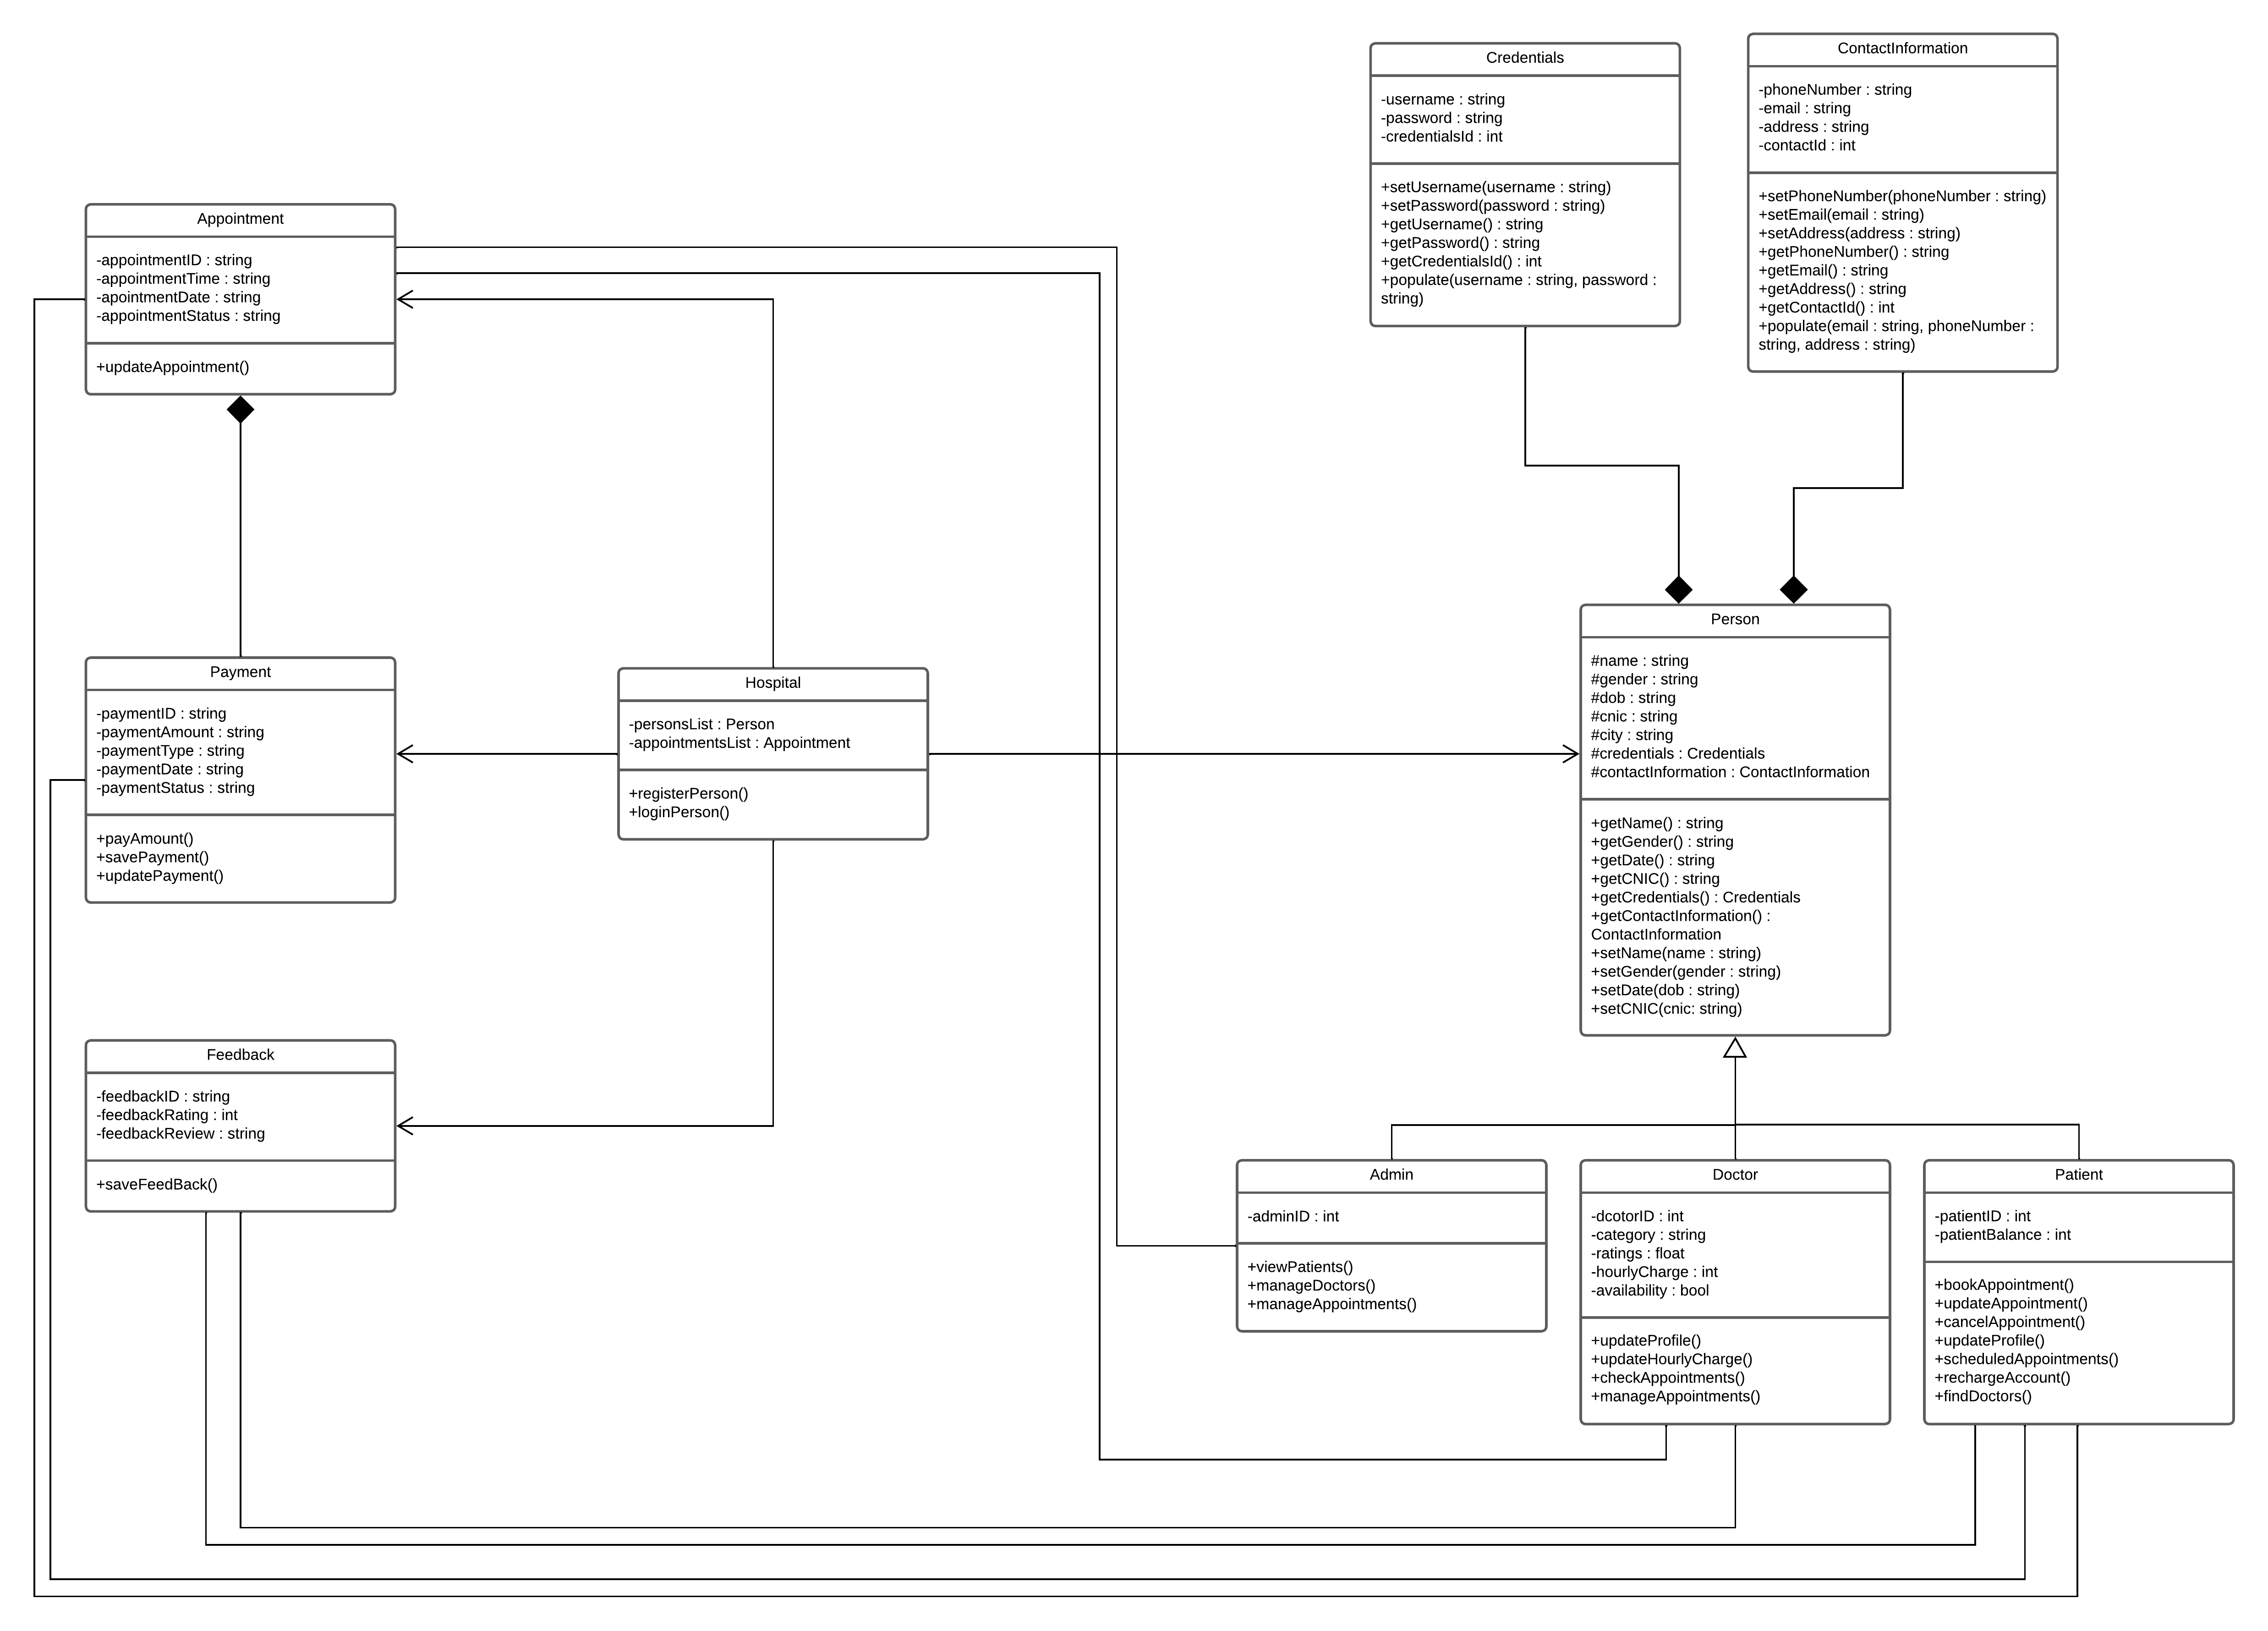 Credentials
-username : string
-password : string
-credentialsId : int
+setUsername(username : string)
+setPassword(password : string)
+getUsername() : string
+getPassword() : string
+getCredentialsId() : int
+populate(username : string, password :
string)
ContactInformation
-phoneNumber : string
-email : string
-address : string
-contactId : int
+setPhoneNumber(phoneNumber : string)
+setEmail(email : string)
+setAddress(address : string)
+getPhoneNumber() : string
+getEmail() : string
+getAddress() : string
+getContactId() : int
+populate(email : string, phoneNumber :
string, address : string)
Appointment
-appointmentID : string
-appointmentTime : string
-apointmentDate : string
-appointmentStatus : string
+updateAppointment()
Payment
-paymentID : string
-paymentAmount : string
-paymentType : string
-paymentDate : string
-paymentStatus : string
+payAmount()
+savePayment()
+updatePayment()
Hospital
-personsList : Person
-appointmentsList : Appointment
+registerPerson()
+loginPerson()
Person
#name : string
#gender : string
#dob : string
#cnic : string
#city : string
#credentials : Credentials
#contactInformation : ContactInformation
+getName() : string
+getGender() : string
+getDate() : string
+getCNIC() : string
+getCredentials() : Credentials
+getContactInformation() :
ContactInformation
+setName(name : string)
+setGender(gender : string)
+setDate(dob : string)
+setCNIC(cnic: string)
Feedback
-feedbackID : string
-feedbackRating : int
-feedbackReview : string
+saveFeedBack()
Admin
-adminID : int
+viewPatients()
+manageDoctors()
+manageAppointments()
Doctor
-dcotorID : int
-category : string
-ratings : float
-hourlyCharge : int
-availability : bool
+updateProfile()
+updateHourlyCharge()
+checkAppointments()
+manageAppointments()
Patient
-patientID : int
-patientBalance : int
+bookAppointment()
+updateAppointment()
+cancelAppointment()
+updateProfile()
+scheduledAppointments()
+rechargeAccount()
+findDoctors()